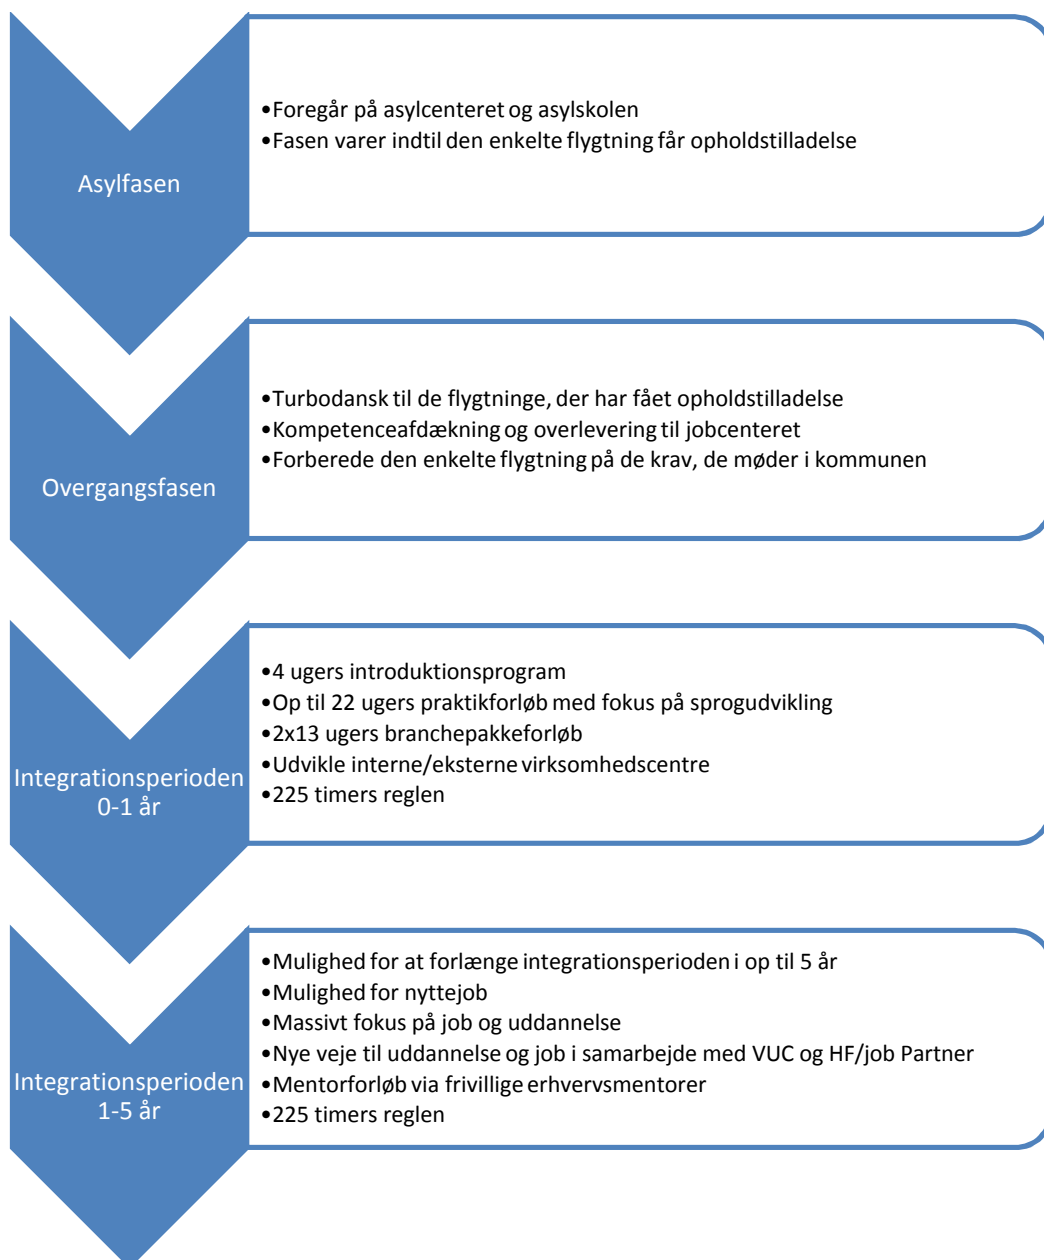 Asylfasen
•Foregår på asylcenteret og asylskolen
•Fasen varer indtil den enkelte flygtning får opholdstilladelse
Overgangsfasen
•Turbodansk til de flygtninge, der har fået opholdstilladelse
•Kompetenceafdækning og overlevering til jobcenteret
•Forberede den enkelte flygtning på de krav, de møder i kommunen
Integrationsperioden
0-1 år
•4 ugers introduktionsprogram
•Op til 22 ugers praktikforløb med fokus på sprogudvikling
•2x13 ugers branchepakkeforløb
•Udvikle interne/eksterne virksomhedscentre
•225 timers reglen
Integrationsperioden
1-5 år
•Mulighed for at forlænge integrationsperioden i op til 5 år
•Mulighed for nyttejob
•Massivt fokus på job og uddannelse
•Nye veje til uddannelse og job i samarbejde med VUC og HF/job Partner
•Mentorforløb via frivillige erhvervsmentorer
•225 timers reglen